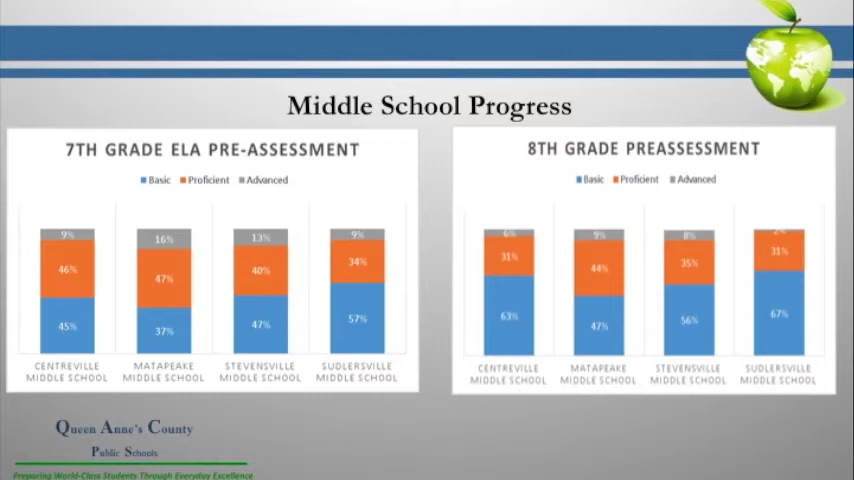 Middle School Progress
7TH GRADE ELA PRE-ASSESSMENT
Basic Proficient Advanced
9% 16% 13% 9%
46% 47% 40% 34%
45% 37% 47% 57%
CENTREVILLE MIDDLE SCHOOL
MATAPEAKE MIDDLE SCHOOL
STEVENSVILLE MIDDLE SCHOOL
SUDLERSVILLE MIDDLE SCHOOL
8TH GRADE PREASSESSMENT
Basic Proficient Advanced
6% 9% 8% 2%
31% 44% 35% 31%
63% 47% 56% 67%
CENTREVILLE MIDDLE SCHOOL
MATAPEAKE MIDDLE SCHOOL
STEVENSVILLE MIDDLE SCHOOL
SUDLERSVILLE MIDDLE SCHOOL
Queen Anne's County
Public Schools
Preparing World-Class Students Through Everyday Excellence